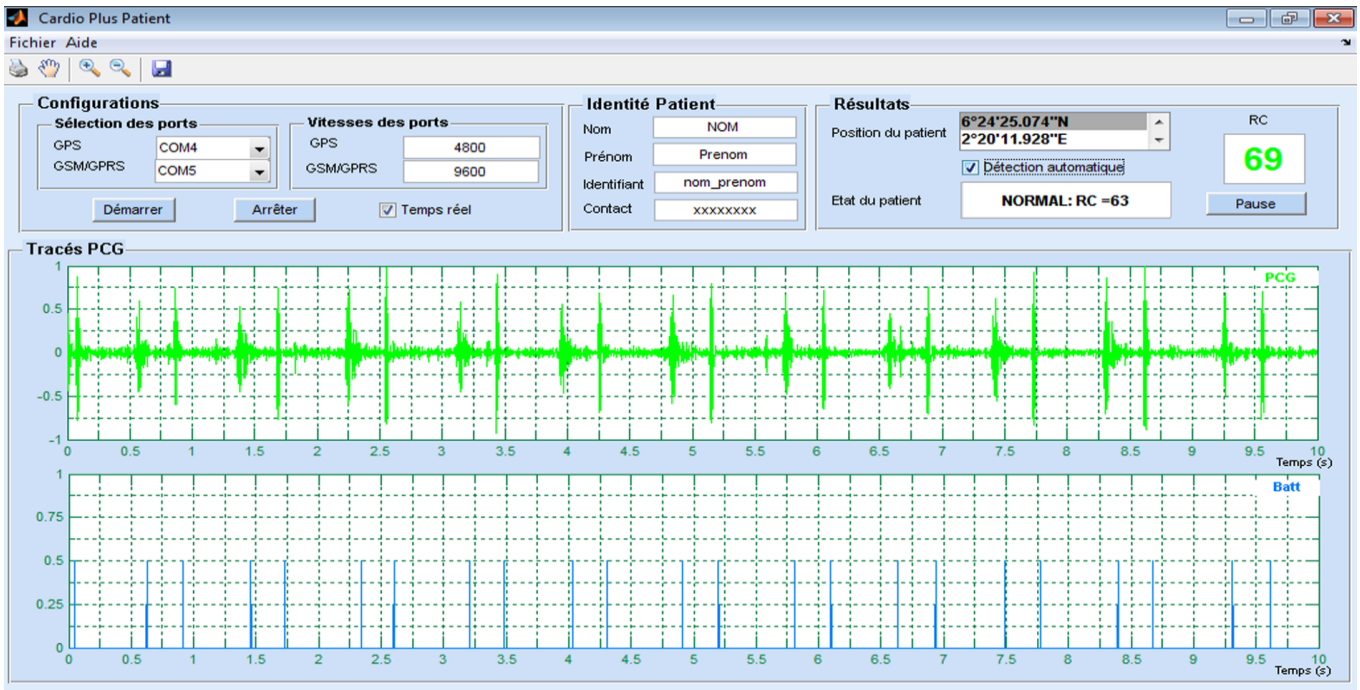 Cardio Plus Patient
Fichier Aide
Configurations
Sélection des ports
GPS COM4
GSM/GPRS COM5
Vitesses des ports
GPS 4800
GSM/GPRS 9600
Démarrer Arrêter Temps réel
Identité Patient
Nom NOM
Prénom Prenom
Identifiant nom_prenom
Contact xxxxxxxx
Résultats
Position du patient 6°24'25.074"N
2°20'11.928"E
Détection automatique
Etat du patient NORMAL: RC =63
RC
69
Pause
Tracés PCG
PCG
1
0.5
0
-0.5
-1
0 0.5 1 1.5 2 2.5 3 3.5 4 4.5 5 5.5 6 6.5 7 7.5 8 8.5 9 9.5 10
Temps (s)
Batt
1
0.75
0.5
0.25
0
0 0.5 1 1.5 2 2.5 3 3.5 4 4.5 5 5.5 6 6.5 7 7.5 8 8.5 9 9.5 10
Temps (s)